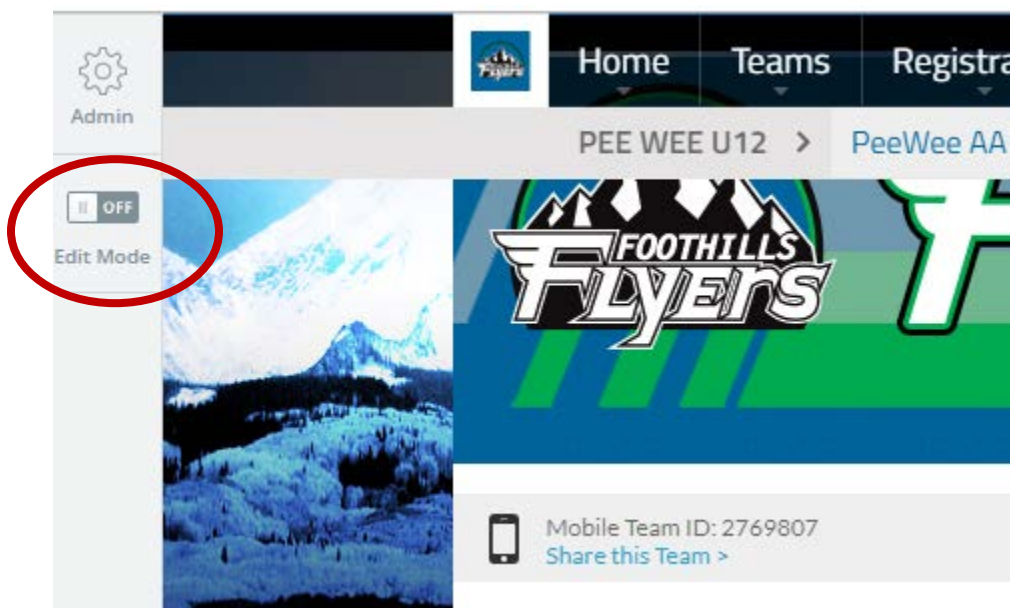 Home Teams Registra
Admin
PEE WEE U12 > PeeWee AA
OFF
Edit Mode
FOOTHILLS
FLYERS
Mobile Team ID: 2769807
Share this Team >